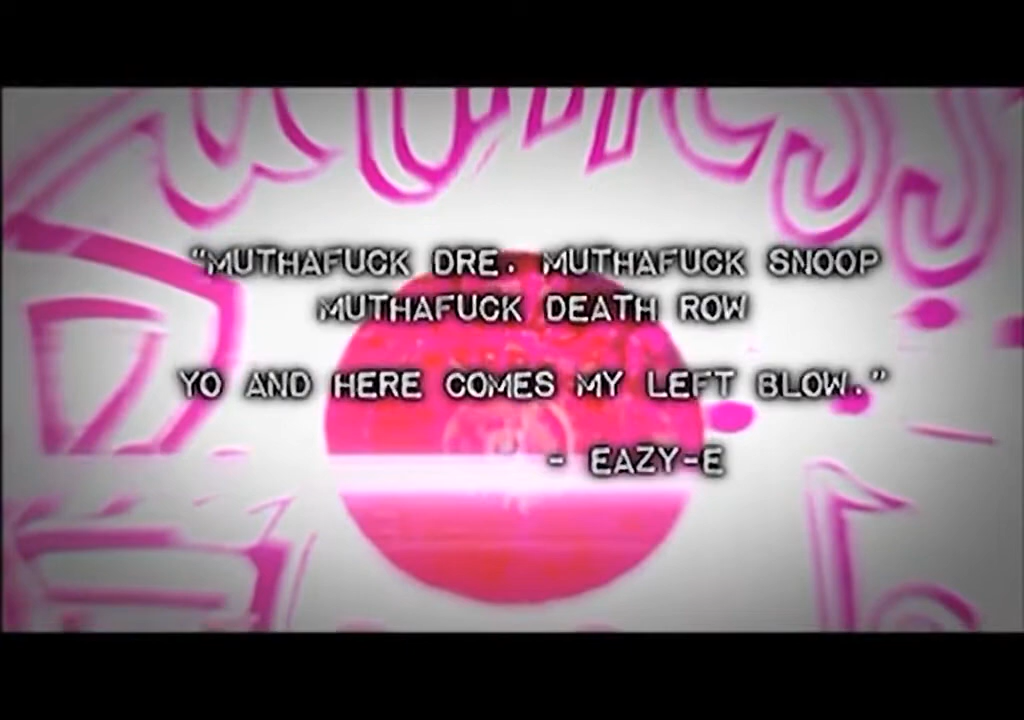 "MUTHAFUCK DRE. MUTHAFUCK SNOOP
MUTHAFUCK DEATH ROW
YO AND HERE COMES MY LEFT BLOW."
- EAZY-E